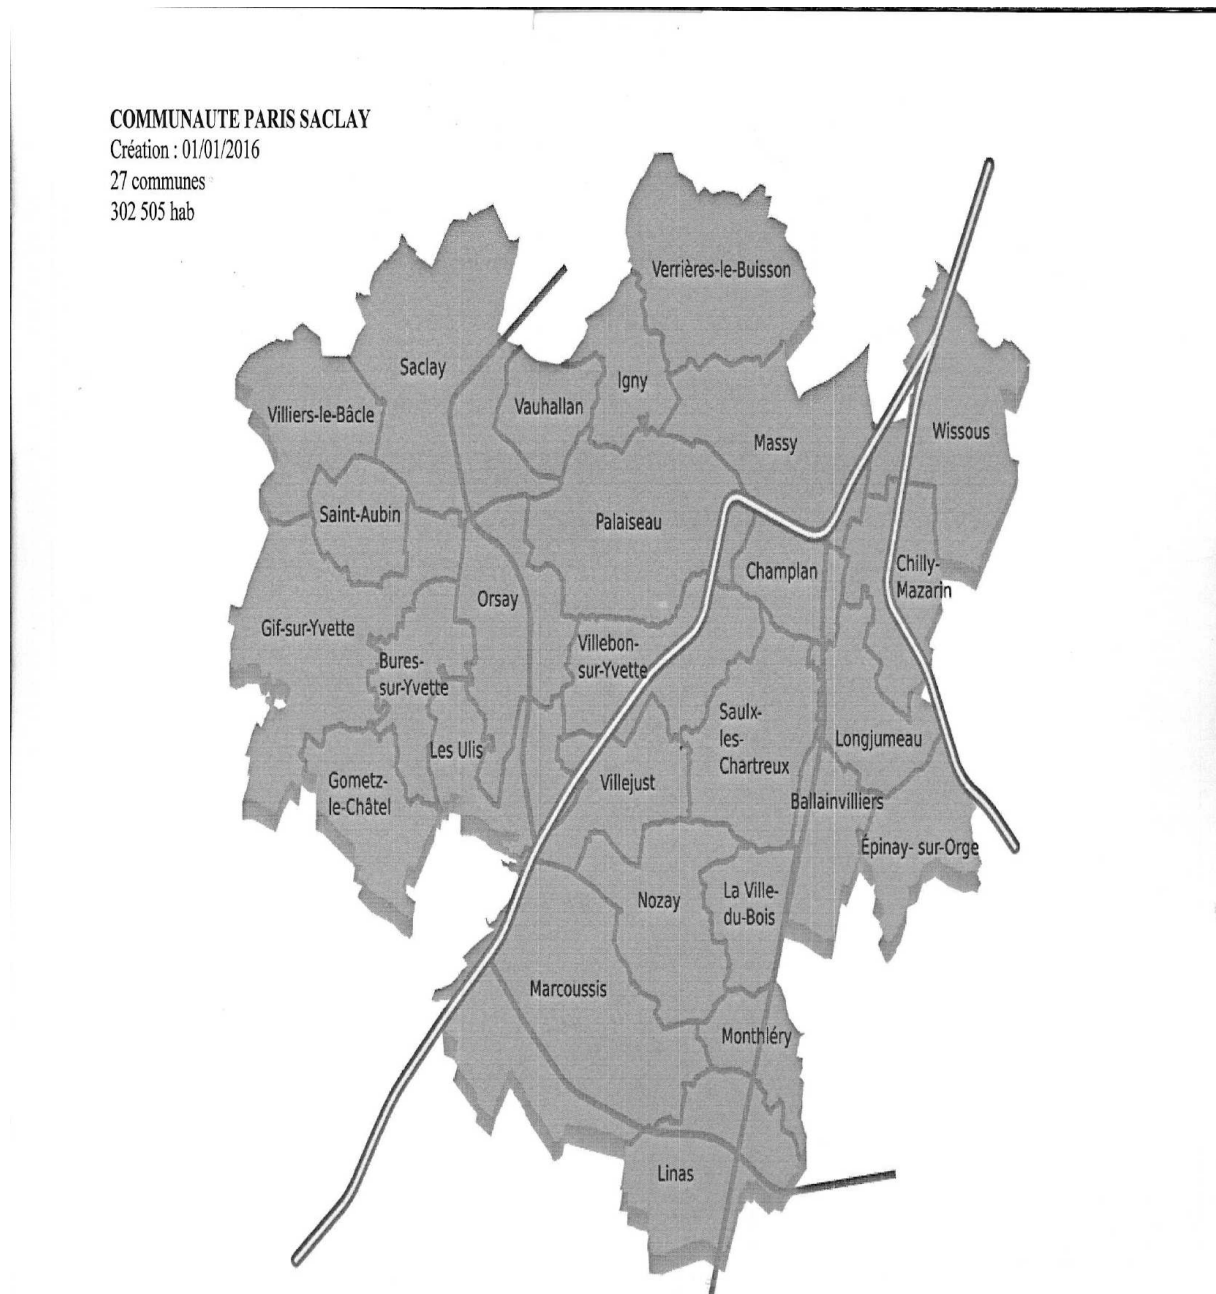 COMMUNAUTE PARIS SACLAY
Création : 01/01/2016
27 communes
302 505 hab
Verrières-le-Buisson
Saclay
Igny
Vauhallan
Villiers-le-Bâcle
Wissous
Massy
Saint-Aubin
Palaiseau
Champlan
Chilly-
Mazarin
Orsay
Gif-sur-Yvette
Villebon-
sur-Yvette
Bures-
sur-Yvette
Saulx-
les-
Chartreux
Longjumeau
Les Ulis
Villejust
Gometz-
le-Châtel
Ballainvilliers
Épinay- sur-Orge
La Ville-
du-Bois
Nozay
Marcoussis
Monthléry
Linas